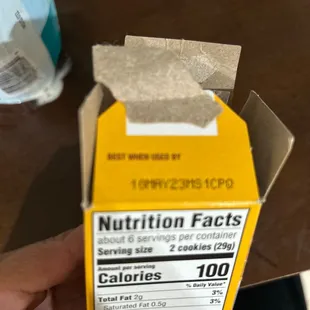 BEST WHEN USED BY
18MAY23MS1CP0
Nutrition Facts
about 6 servings per container
Serving size 2 cookies (29g)
Amount per serving
Calories 100
% Daily Value*
Total Fat 2g 3%
Saturated Fat 0.5g 3%